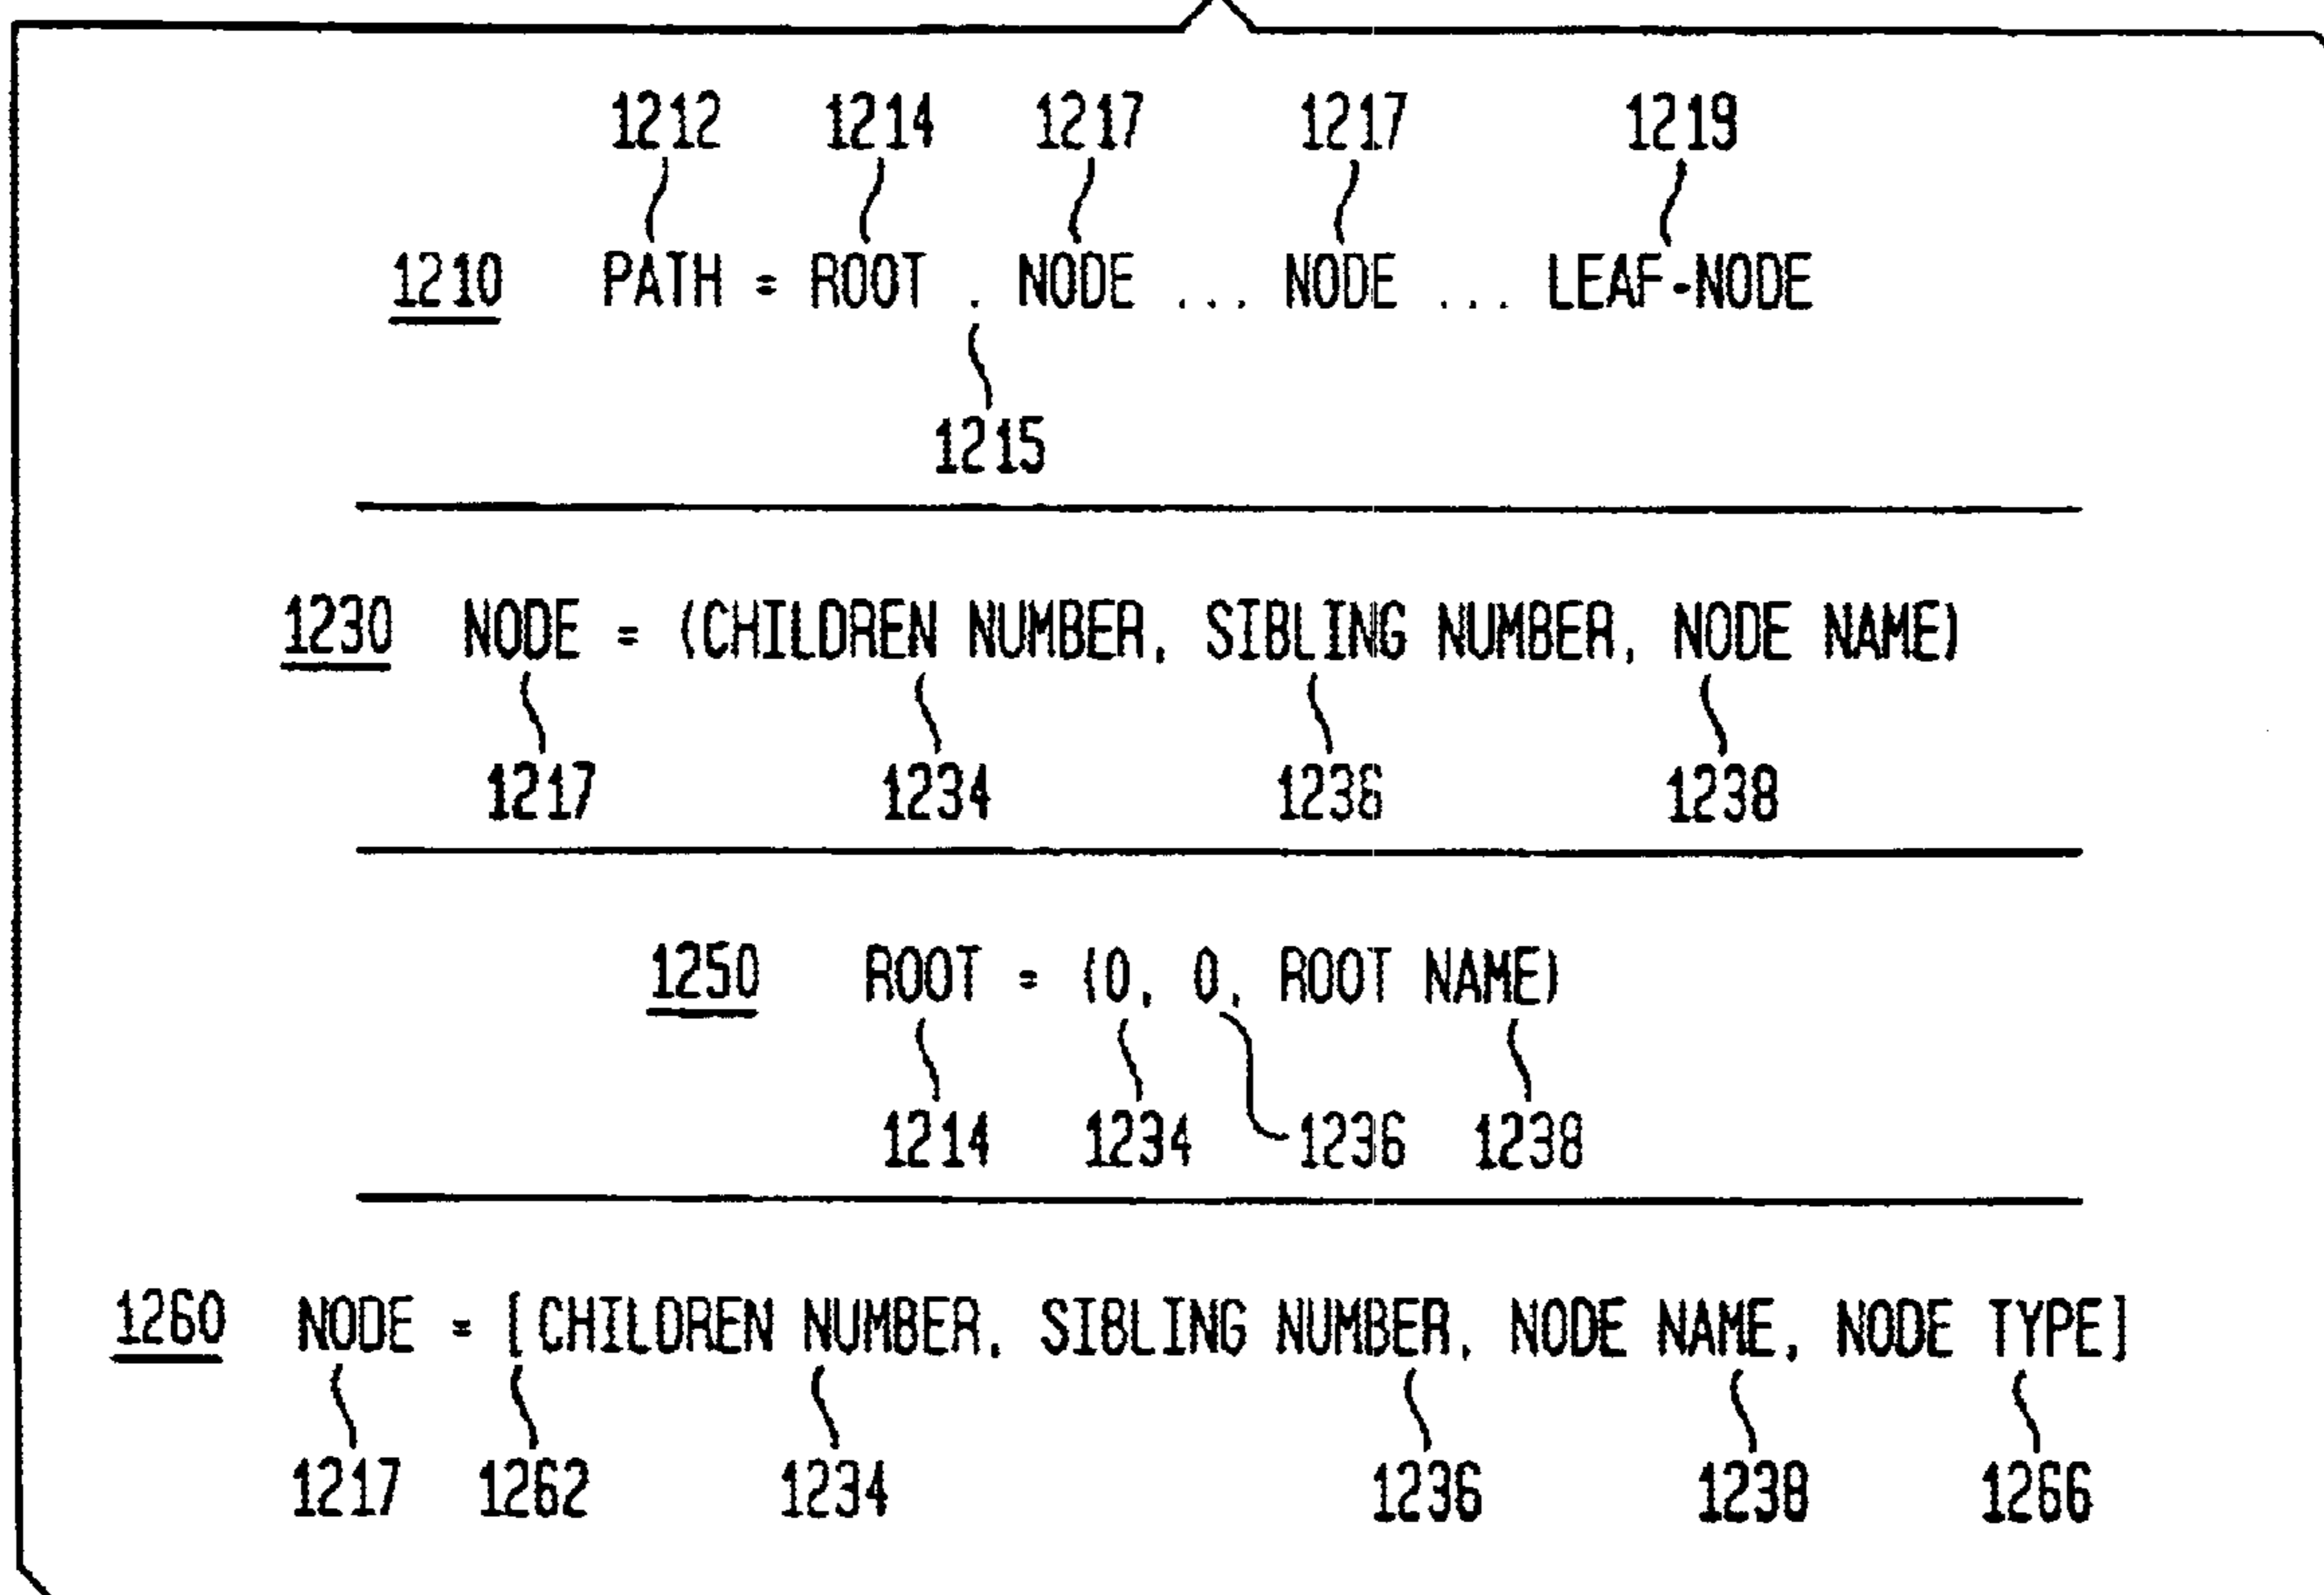 1212 1214 1217 1217 1219
1210 PATH = ROOT . NODE ... NODE ... LEAF-NODE
1215
1230 NODE = (CHILDREN NUMBER, SIBLING NUMBER, NODE NAME)
1217 1234 1236 1238
1250 ROOT = (0, 0, ROOT NAME)
1214 1234 1236 1238
1260 NODE = [CHILDREN NUMBER, SIBLING NUMBER, NODE NAME, NODE TYPE]
1217 1262 1234 1236 1238 1266